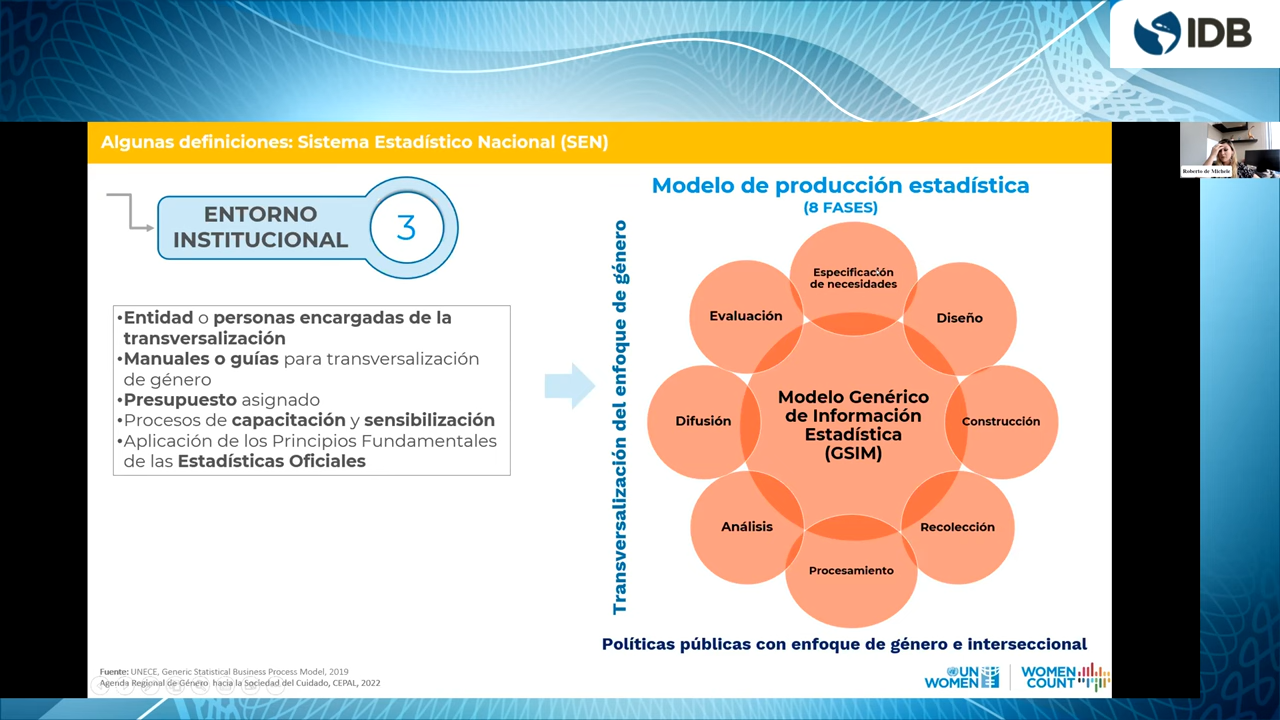 IDB
Algunas definiciones: Sistema Estadístico Nacional (SEN)
Roberto de Michele
ENTORNO
INSTITUCIONAL
3
•Entidad o personas encargadas de la
transversalización
•Manuales o guías para transversalización
de género
•Presupuesto asignado
•Procesos de capacitación y sensibilización
•Aplicación de los Principios Fundamentales
de las Estadísticas Oficiales
Transversalización del enfoque de género
Modelo de producción estadística
(8 FASES)
Especificación
de necesidades
Diseño
Construcción
Recolección
Procesamiento
Análisis
Difusión
Evaluación
Modelo Genérico
de Información
Estadística
(GSIM)
Políticas públicas con enfoque de género e interseccional
Fuente: UNECE, Generic Statistical Business Process Model, 2019
Agenda Regional de Género hacia la Sociedad del Cuidado, CEPAL, 2022
UN
WOMEN
WOMEN
COUNT